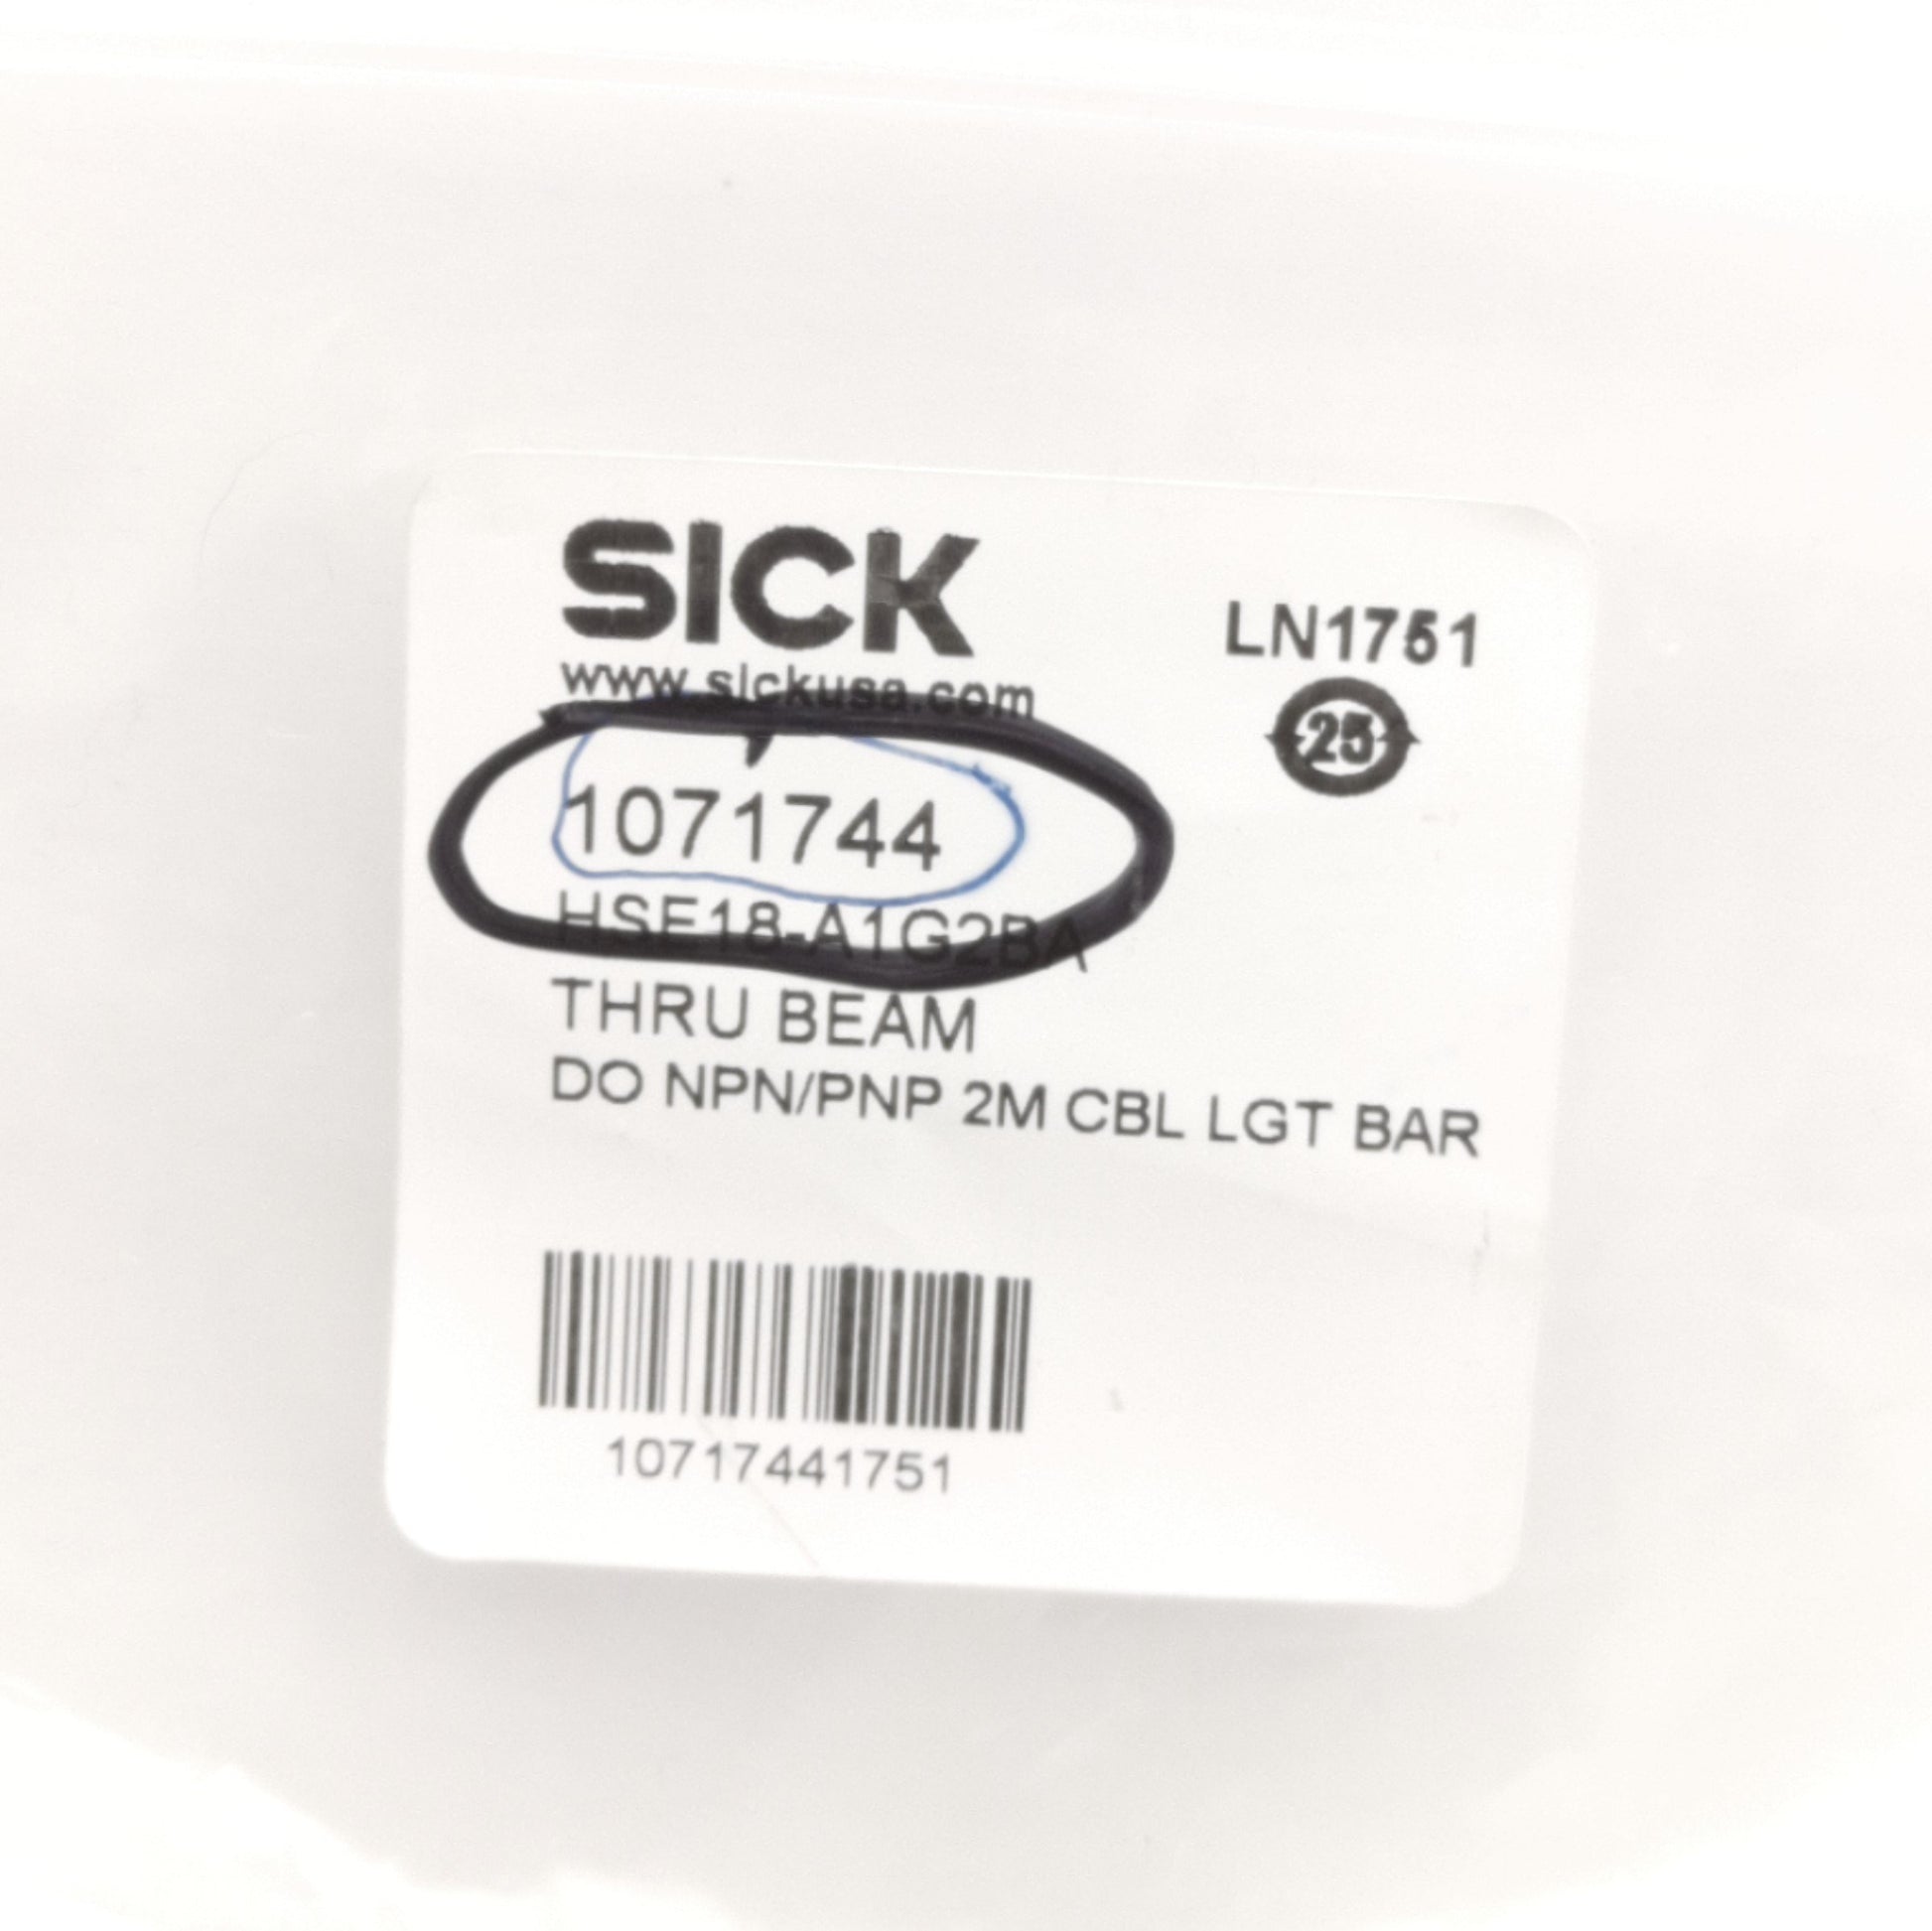 SICK
www.sickusa.com
LN1751
25
1071744
HSE18-A1G2BA
THRU BEAM
DO NPN/PNP 2M CBL LGT BAR
10717441751